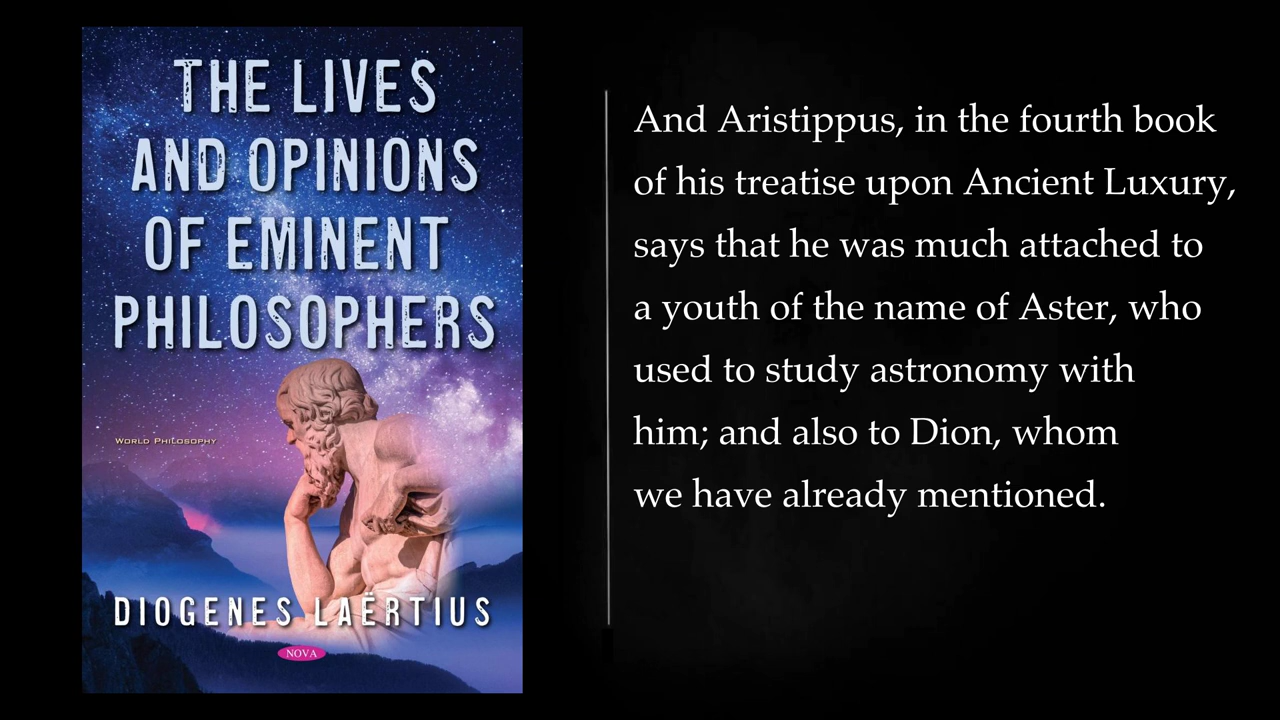 THE LIVES
AND OPINIONS
OF EMINENT
PHILOSOPHERS
WORLD PHILOSOPHY
DIOGENES LAËRTIUS
NOVA
And Aristippus, in the fourth book
of his treatise upon Ancient Luxury,
says that he was much attached to
a youth of the name of Aster, who
used to study astronomy with
him; and also to Dion, whom
we have already mentioned.